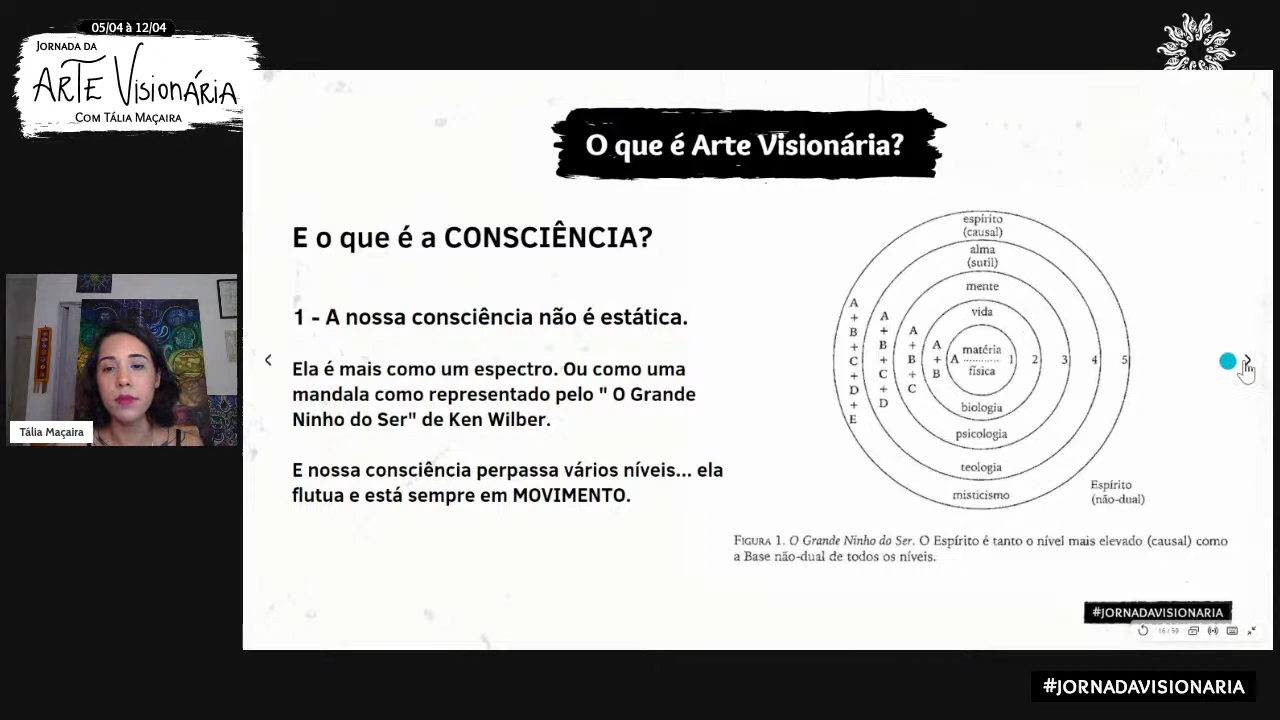 05/04 à 12/04
JORNADA DA
ARTE VISIONÁRIA
COM TÁLIA MAÇAIRA
O que é Arte Visionária?
E o que é a CONSCIÊNCIA?
1 - A nossa consciência não é estática.
Ela é mais como um espectro. Ou como uma
mandala como representado pelo " O Grande
Ninho do Ser" de Ken Wilber.
E nossa consciência perpassa vários níveis... ela
flutua e está sempre em MOVIMENTO.
espírito
(causal)
alma
(sutil)
mente
vida
matéria
física
biologia
psicologia
teologia
misticismo
A
A + B
A + B + C
A + B + C + D
A + B + C + D + E
1 2 3 4 5
Espírito
(não-dual)
FIGURA 1. O Grande Ninho do Ser. O Espírito é tanto o nível mais elevado (causal) como
a Base não-dual de todos os níveis.
Tália Maçaira
#JORNADAVISIONARIA
16 / 59
#JORNADAVISIONARIA